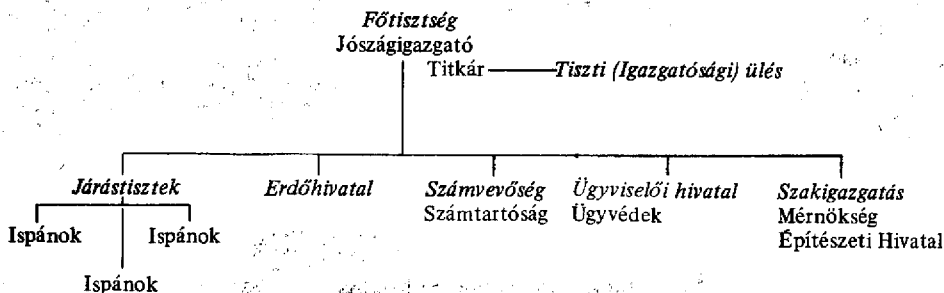 Főtisztség
Jószágigazgató
Titkár Tiszti (Igazgatósági) ülés
Járástisztek Erdőhivatal Számvevőség Ügyviselői hivatal Szakigazgatás
Számtartóság Ügyvédek Mérnökség
Ispánok Ispánok Építészeti Hivatal
Ispánok